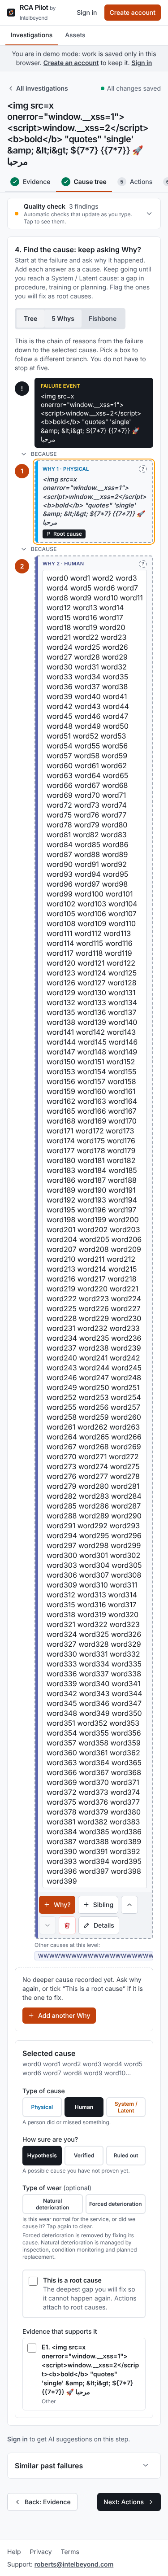 RCA Pilot by Intelbeyond
Sign in
Create account
Investigations
Assets
You are in demo mode: work is stored only in this
browser. Create an account to keep it. Sign in
All investigations
All changes saved
<img src=x
onerror="window.__xss=1">
<script>window.__xss=2</script>
<b>bold</b> "quotes" 'single'
&amp; &lt;i&gt; ${7*7} {{7*7}} 🚀
مرحبا
Evidence
Cause tree
5 Actions
Quality check 3 findings
Automatic checks that update as you type.
Tap to see them.
4. Find the cause: keep asking Why?
Start at the failure and ask why it happened.
Add each answer as a cause. Keep going until
you reach a System / Latent cause: a gap in
procedure, training or planning. Flag the ones
you will fix as root causes.
Tree
5 Whys
Fishbone
This is the chain of reasons from the failure
down to the selected cause. Pick a box to
follow a different branch. You do not have to
stop at five.
!
FAILURE EVENT
<img src=x
onerror="window.__xss=1">
<script>window.__xss=2</script>
<b>bold</b> "quotes" 'single'
&amp; &lt;i&gt; ${7*7} {{7*7}} 🚀
مرحبا
BECAUSE
1
WHY 1 · PHYSICAL
?
<img src=x
onerror="window.__xss=1">
<script>window.__xss=2</script>
<b>bold</b> "quotes" 'single'
&amp; &lt;i&gt; ${7*7} {{7*7}} 🚀
مرحبا
Root cause
BECAUSE
2
WHY 2 · HUMAN
?
word0 word1 word2 word3
word4 word5 word6 word7
word8 word9 word10 word11
word12 word13 word14
word15 word16 word17
word18 word19 word20
word21 word22 word23
word24 word25 word26
word27 word28 word29
word30 word31 word32
word33 word34 word35
word36 word37 word38
word39 word40 word41
word42 word43 word44
word45 word46 word47
word48 word49 word50
word51 word52 word53
word54 word55 word56
word57 word58 word59
word60 word61 word62
word63 word64 word65
word66 word67 word68
word69 word70 word71
word72 word73 word74
word75 word76 word77
word78 word79 word80
word81 word82 word83
word84 word85 word86
word87 word88 word89
word90 word91 word92
word93 word94 word95
word96 word97 word98
word99 word100 word101
word102 word103 word104
word105 word106 word107
word108 word109 word110
word111 word112 word113
word114 word115 word116
word117 word118 word119
word120 word121 word122
word123 word124 word125
word126 word127 word128
word129 word130 word131
word132 word133 word134
word135 word136 word137
word138 word139 word140
word141 word142 word143
word144 word145 word146
word147 word148 word149
word150 word151 word152
word153 word154 word155
word156 word157 word158
word159 word160 word161
word162 word163 word164
word165 word166 word167
word168 word169 word170
word171 word172 word173
word174 word175 word176
word177 word178 word179
word180 word181 word182
word183 word184 word185
word186 word187 word188
word189 word190 word191
word192 word193 word194
word195 word196 word197
word198 word199 word200
word201 word202 word203
word204 word205 word206
word207 word208 word209
word210 word211 word212
word213 word214 word215
word216 word217 word218
word219 word220 word221
word222 word223 word224
word225 word226 word227
word228 word229 word230
word231 word232 word233
word234 word235 word236
word237 word238 word239
word240 word241 word242
word243 word244 word245
word246 word247 word248
word249 word250 word251
word252 word253 word254
word255 word256 word257
word258 word259 word260
word261 word262 word263
word264 word265 word266
word267 word268 word269
word270 word271 word272
word273 word274 word275
word276 word277 word278
word279 word280 word281
word282 word283 word284
word285 word286 word287
word288 word289 word290
word291 word292 word293
word294 word295 word296
word297 word298 word299
word300 word301 word302
word303 word304 word305
word306 word307 word308
word309 word310 word311
word312 word313 word314
word315 word316 word317
word318 word319 word320
word321 word322 word323
word324 word325 word326
word327 word328 word329
word330 word331 word332
word333 word334 word335
word336 word337 word338
word339 word340 word341
word342 word343 word344
word345 word346 word347
word348 word349 word350
word351 word352 word353
word354 word355 word356
word357 word358 word359
word360 word361 word362
word363 word364 word365
word366 word367 word368
word369 word370 word371
word372 word373 word374
word375 word376 word377
word378 word379 word380
word381 word382 word383
word384 word385 word386
word387 word388 word389
word390 word391 word392
word393 word394 word395
word396 word397 word398
word399
+ Why?
+ Sibling
Details
Other causes at this level:
No deeper cause recorded yet. Ask why
again, or tick “This is a root cause” if it is
the one to fix.
+ Add another Why
Selected cause
word0 word1 word2 word3 word4 word5
word6 word7 word8 word9 word10…
Type of cause
Physical
Human
System /
Latent
A person did or missed something.
How sure are you?
Hypothesis
Verified
Ruled out
A possible cause you have not proven yet.
Type of wear (optional)
Natural
deterioration
Forced deterioration
Is this wear normal for the service, or did we
cause it? Tap again to clear.
Forced deterioration is removed by fixing its
cause. Natural deterioration is managed by
inspection, condition monitoring and planned
replacement.
This is a root cause
The deepest gap you will fix so
it cannot happen again. Actions
attach to root causes.
Evidence that supports it
E1. <img src=x
onerror="window.__xss=1">
<script>window.__xss=2</scrip
t><b>bold</b> "quotes"
'single' &amp; &lt;i&gt; ${7*7}
{{7*7}} 🚀 مرحبا
Other
Sign in to get AI suggestions on this step.
Similar past failures
Back: Evidence
Next: Actions
Help
Privacy
Terms
Support: roberts@intelbeyond.com